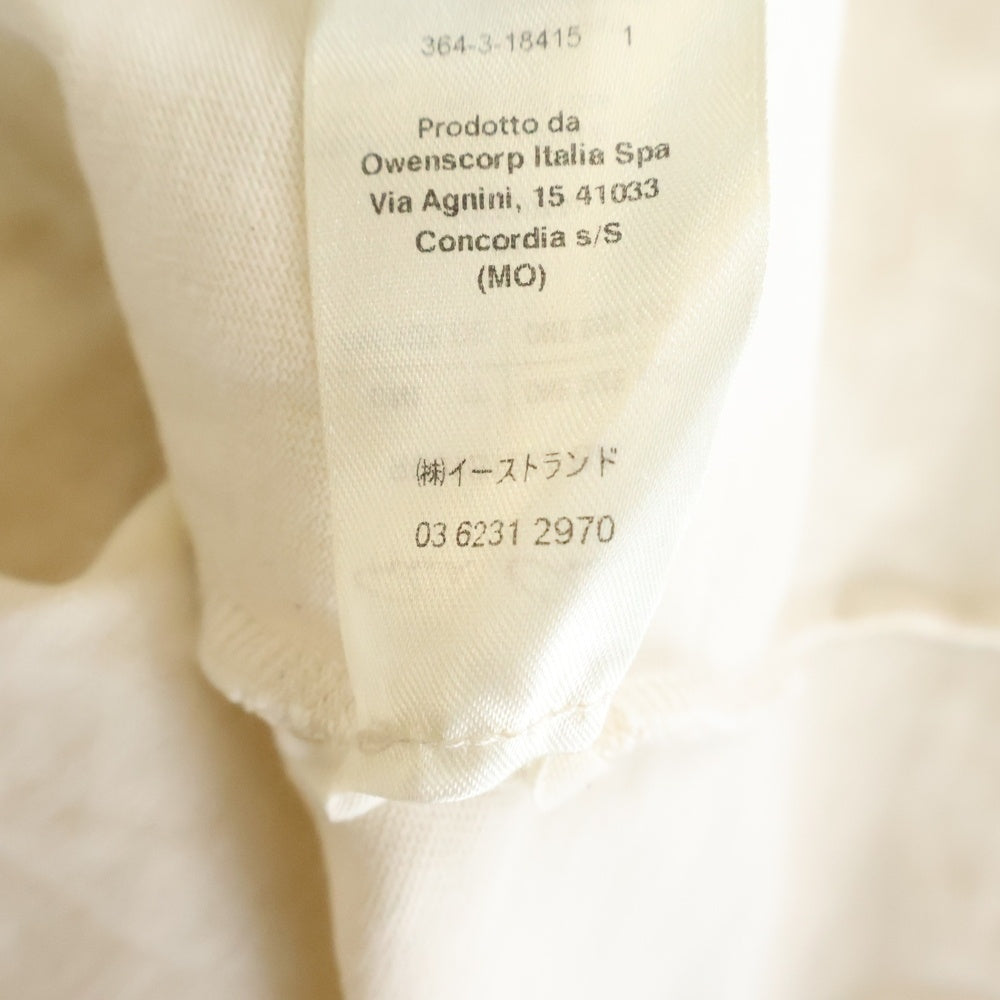 364-3-18415 1
Prodotto da
Owenscorp Italia Spa
Via Agnini, 15 41033
Concordia s/S
(MO)
㈱イーストランド
03 6231 2970